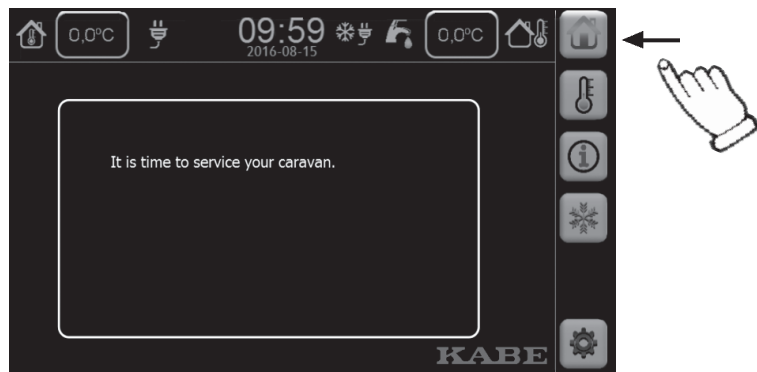 0,0°C
09:59
2016-08-15
0,0°C
It is time to service your caravan.
KABE